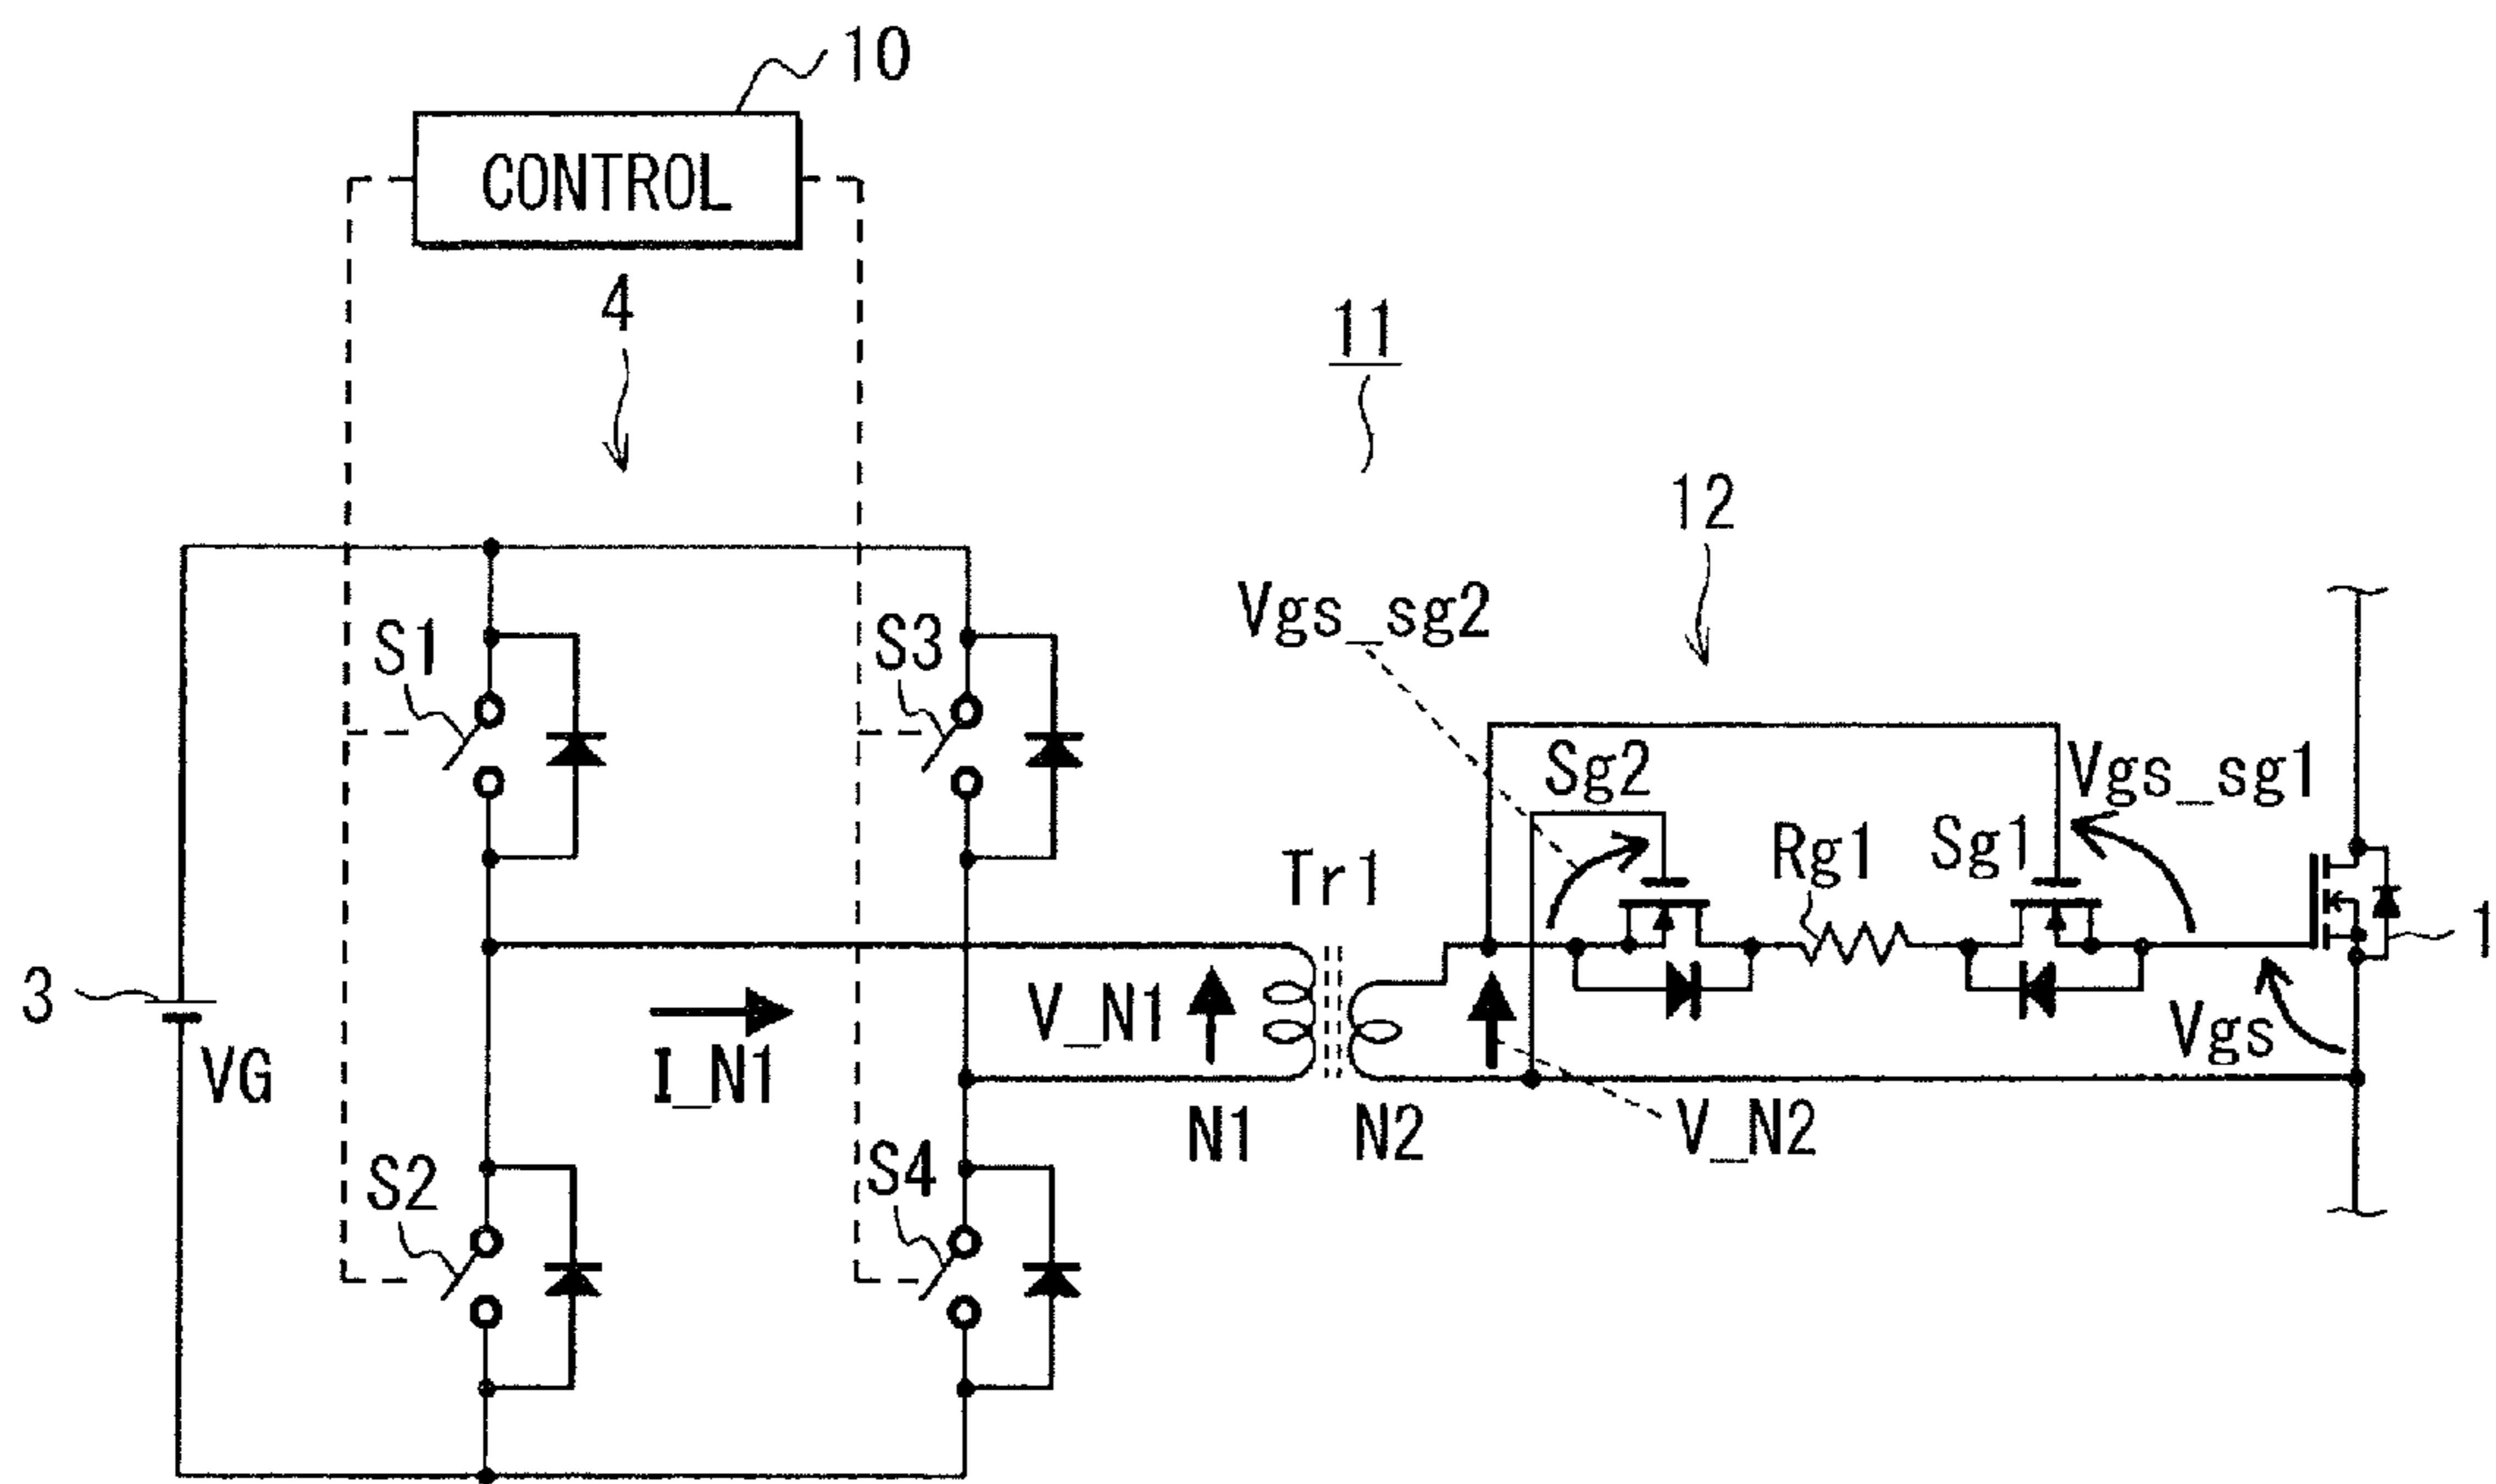 10
CONTROL
4
11
12
Vgs_sg2
S1
S3
Sg2
Vgs_sg1
Rg1
Sg1
Tr1
1
3
VG
I_N1
V_N1
Vgs
N1
N2
V_N2
S2
S4